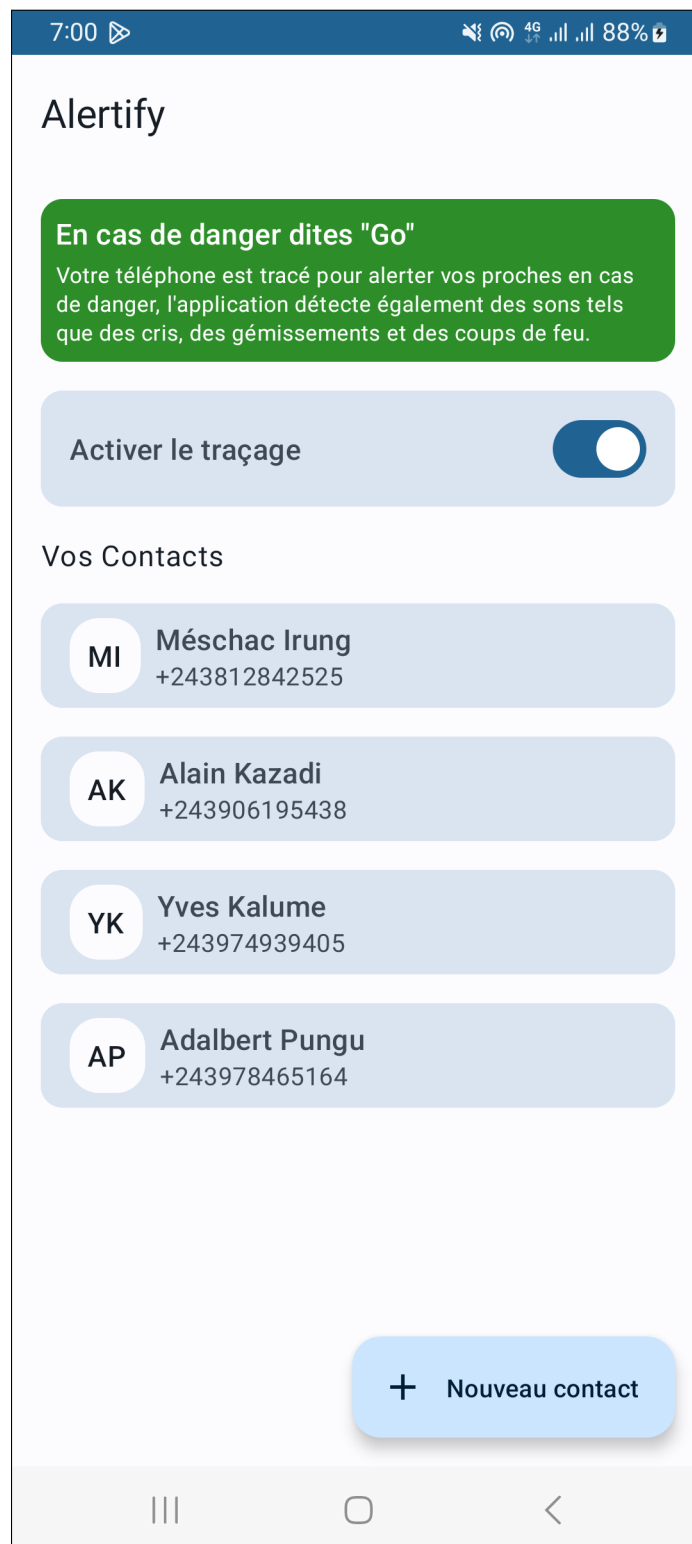 7:00 4G 88%
Alertify
En cas de danger dites "Go"
Votre téléphone est tracé pour alerter vos proches en cas
de danger, l'application détecte également des sons tels
que des cris, des gémissements et des coups de feu.
Activer le traçage
Vos Contacts
MI Méschac Irung
+243812842525
AK Alain Kazadi
+243906195438
YK Yves Kalume
+243974939405
AP Adalbert Pungu
+243978465164
+ Nouveau contact